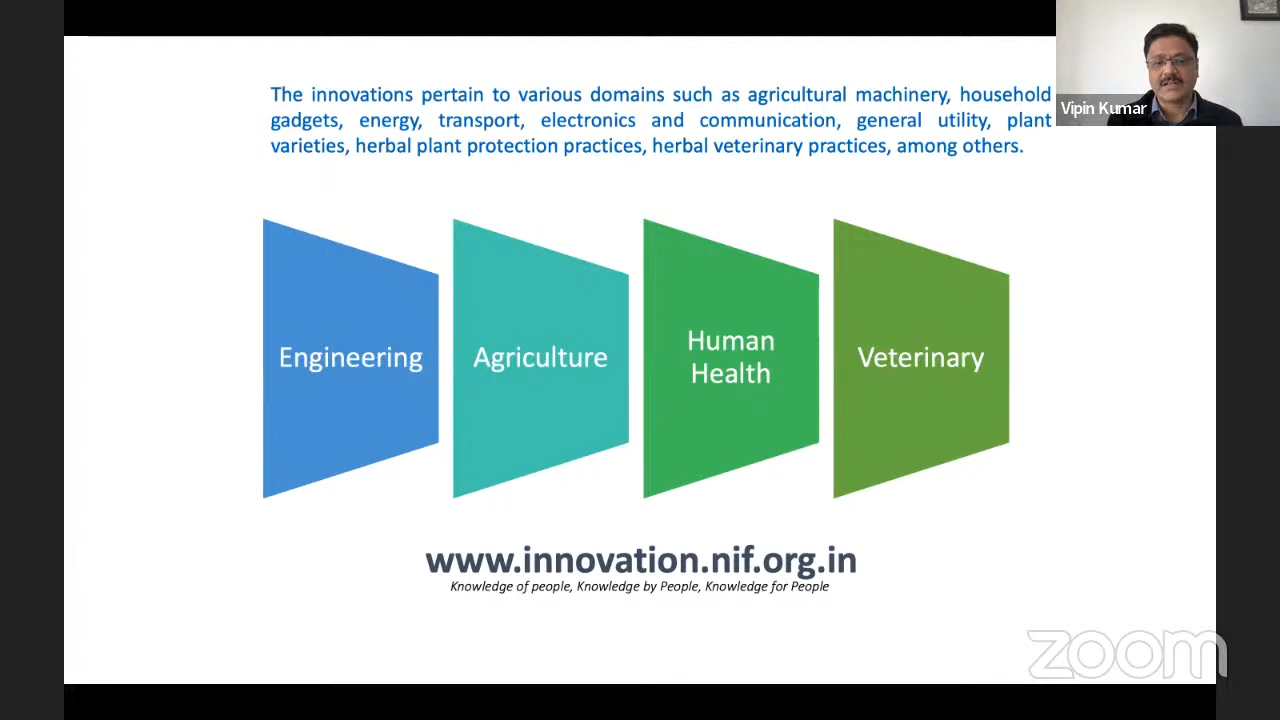 The innovations pertain to various domains such as agricultural machinery, household
gadgets, energy, transport, electronics and communication, general utility, plant
varieties, herbal plant protection practices, herbal veterinary practices, among others.
Vipin Kumar
Engineering
Agriculture
Human
Health
Veterinary
www.innovation.nif.org.in
Knowledge of people, Knowledge by People, Knowledge for People
zoom